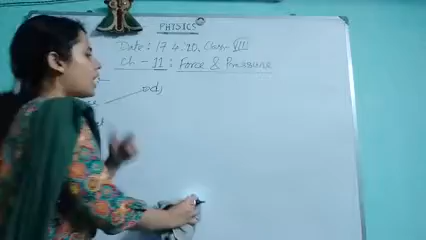 PHYSICS
Date : 17.4.20. Class VIII
Ch - 11 : Force & Pressure